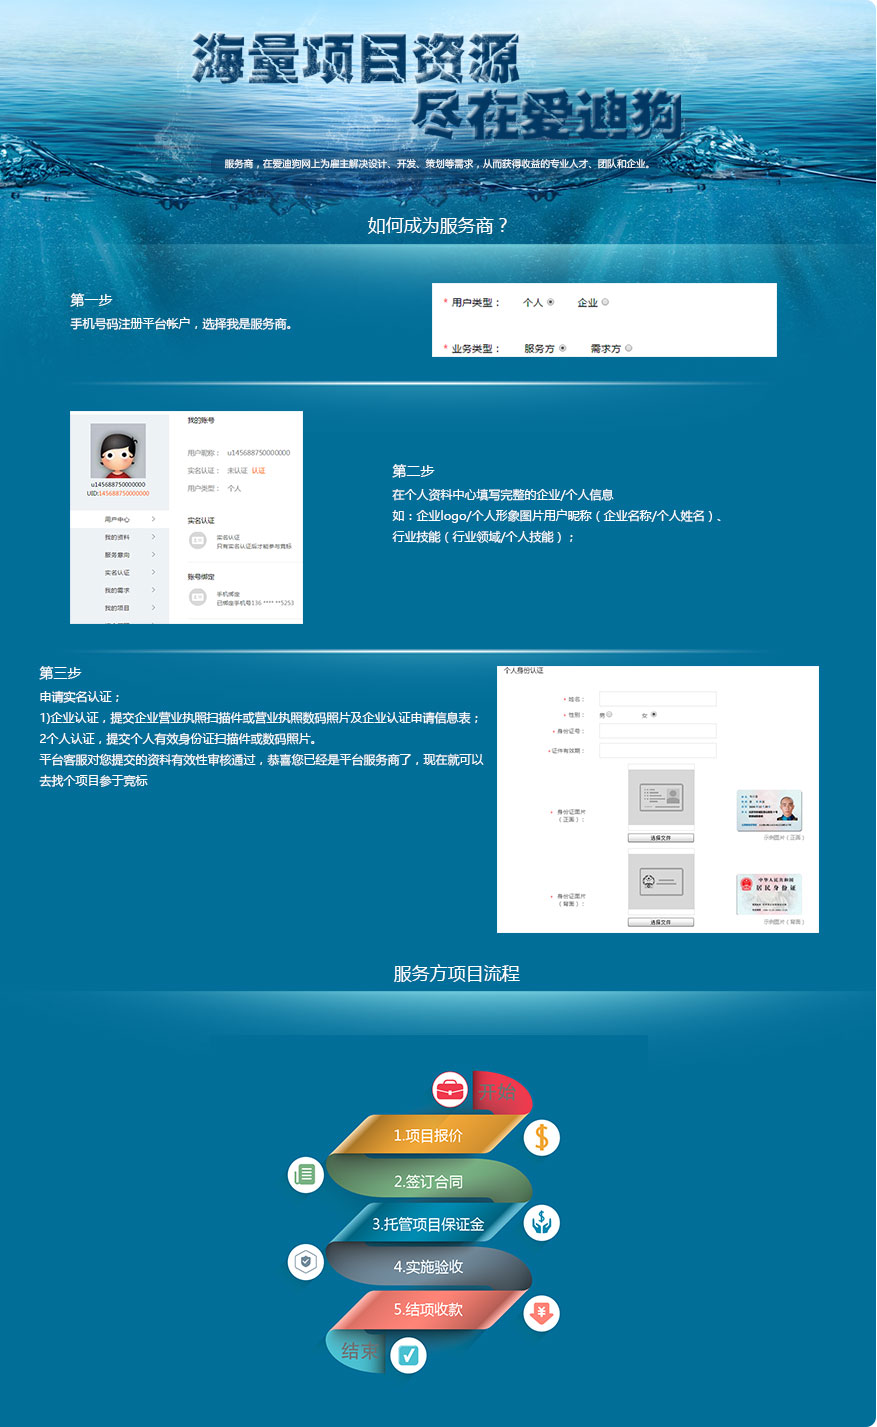 海量项目资源
尽在爱迪狗
服务商，在爱迪狗网上为雇主解决设计、开发、策划等需求，从而获得收益的专业人才、团队和企业。
如何成为服务商？
第一步
手机号码注册平台帐户，选择我是服务商。
* 用户类型： 个人 企业
* 业务类型： 服务方 需求方
我的账号
u145688750000000
UID:145688750000000
用户昵称： u145688750000000
实名认证： 未认证 认证
用户类型： 个人
用户中心
我的资料
服务意向
实名认证
我的需求
我的项目
实名认证
实名认证
只有实名认证后才能参与竞标
账号绑定
手机绑定
已绑定手机号136 **** **5253
第二步
在个人资料中心填写完整的企业/个人信息
如：企业logo/个人形象图片用户昵称（企业名称/个人姓名）、
行业技能（行业领域/个人技能）；
第三步
申请实名认证；
1)企业认证，提交企业营业执照扫描件或营业执照数码照片及企业认证申请信息表；
2个人认证，提交个人有效身份证扫描件或数码照片。
平台客服对您提交的资料有效性审核通过，恭喜您已经是平台服务商了，现在就可以
去找个项目参于竞标
个人身份认证
* 姓名：
* 性别： 男 女
* 身份证号：
* 证件有效期：
* 身份证图片
（正面）：
选择文件
示例图片（正面）
* 身份证图片
（背面）：
选择文件
中华人民共和国
居民身份证
示例图片（背面）
服务方项目流程
开始
1.项目报价
2.签订合同
3.托管项目保证金
4.实施验收
5.结项收款
结束